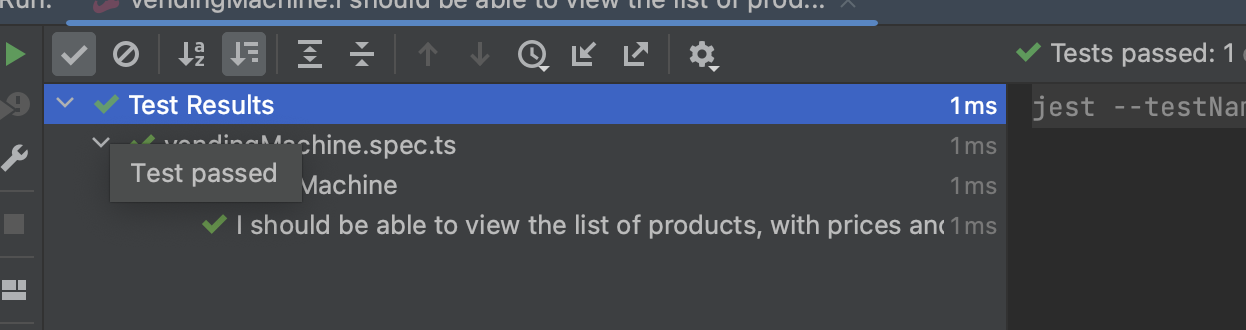 Run:
vendingMachine.I should be able to view the list of prod...
Tests passed: 1
Test Results
1ms
jest --testNam
vendingMachine.spec.ts
1ms
Test passed
Machine
1ms
I should be able to view the list of products, with prices and
1ms